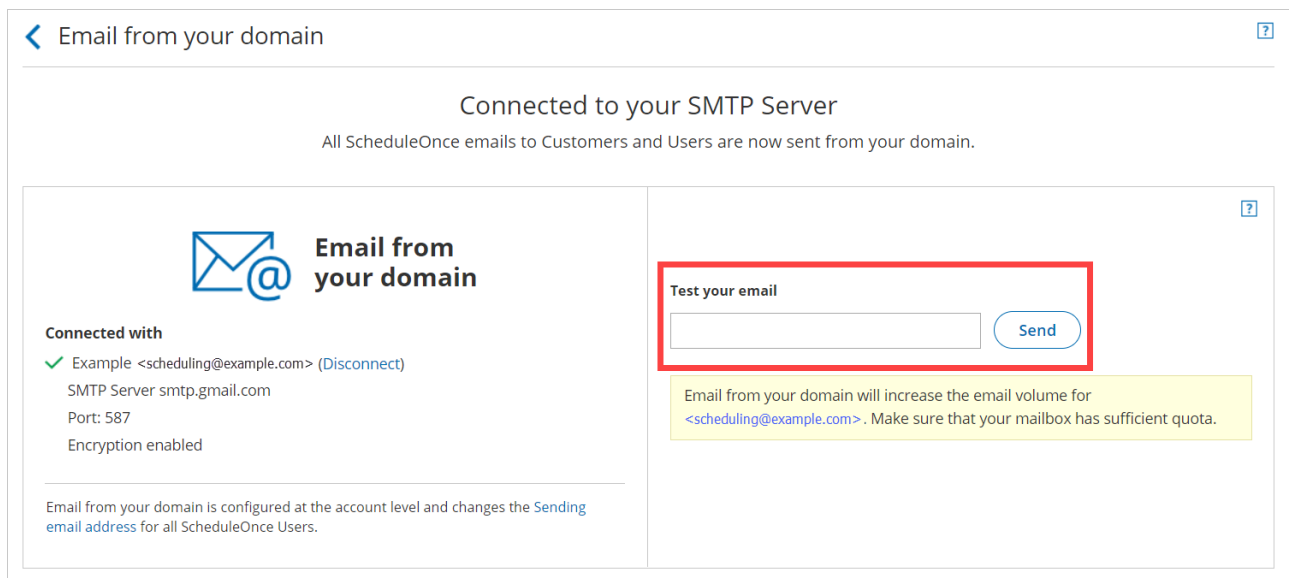 Email from your domain
?
Connected to your SMTP Server
All ScheduleOnce emails to Customers and Users are now sent from your domain.
Email from
your domain
Connected with
Example <scheduling@example.com> (Disconnect)
SMTP Server smtp.gmail.com
Port: 587
Encryption enabled
Email from your domain is configured at the account level and changes the Sending
email address for all ScheduleOnce Users.
?
Test your email
Send
Email from your domain will increase the email volume for
<scheduling@example.com>. Make sure that your mailbox has sufficient quota.